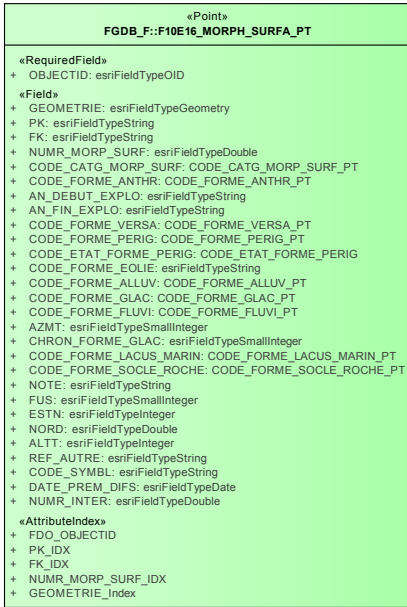 «Point»
FGDB_F::F10E16_MORPH_SURFA_PT
«RequiredField»
+ OBJECTID: esriFieldTypeOID
«Field»
+ GEOMETRIE: esriFieldTypeGeometry
+ PK: esriFieldTypeString
+ FK: esriFieldTypeString
+ NUMR_MORP_SURF: esriFieldTypeDouble
+ CODE_CATG_MORP_SURF: CODE_CATG_MORP_SURF_PT
+ CODE_FORME_ANTHR: CODE_FORME_ANTHR_PT
+ AN_DEBUT_EXPLO: esriFieldTypeString
+ AN_FIN_EXPLO: esriFieldTypeString
+ CODE_FORME_VERSA: CODE_FORME_VERSA_PT
+ CODE_FORME_PERIG: CODE_FORME_PERIG_PT
+ CODE_ETAT_FORME_PERIG: CODE_ETAT_FORME_PERIG
+ CODE_FORME_EOLIE: esriFieldTypeString
+ CODE_FORME_ALLUV: CODE_FORME_ALLUV_PT
+ CODE_FORME_GLAC: CODE_FORME_GLAC_PT
+ CODE_FORME_FLUVI: CODE_FORME_FLUVI_PT
+ AZMT: esriFieldTypeSmallInteger
+ CHRON_FORME_GLAC: esriFieldTypeSmallInteger
+ CODE_FORME_LACUS_MARIN: CODE_FORME_LACUS_MARIN_PT
+ CODE_FORME_SOCLE_ROCHE: CODE_FORME_SOCLE_ROCHE_PT
+ NOTE: esriFieldTypeString
+ FUS: esriFieldTypeSmallInteger
+ ESTN: esriFieldTypeInteger
+ NORD: esriFieldTypeDouble
+ ALTT: esriFieldTypeInteger
+ REF_AUTRE: esriFieldTypeString
+ CODE_SYMBL: esriFieldTypeString
+ DATE_PREM_DIFS: esriFieldTypeDate
+ NUMR_INTER: esriFieldTypeDouble
«AttributeIndex»
+ FDO_OBJECTID
+ PK_IDX
+ FK_IDX
+ NUMR_MORP_SURF_IDX
+ GEOMETRIE_Index